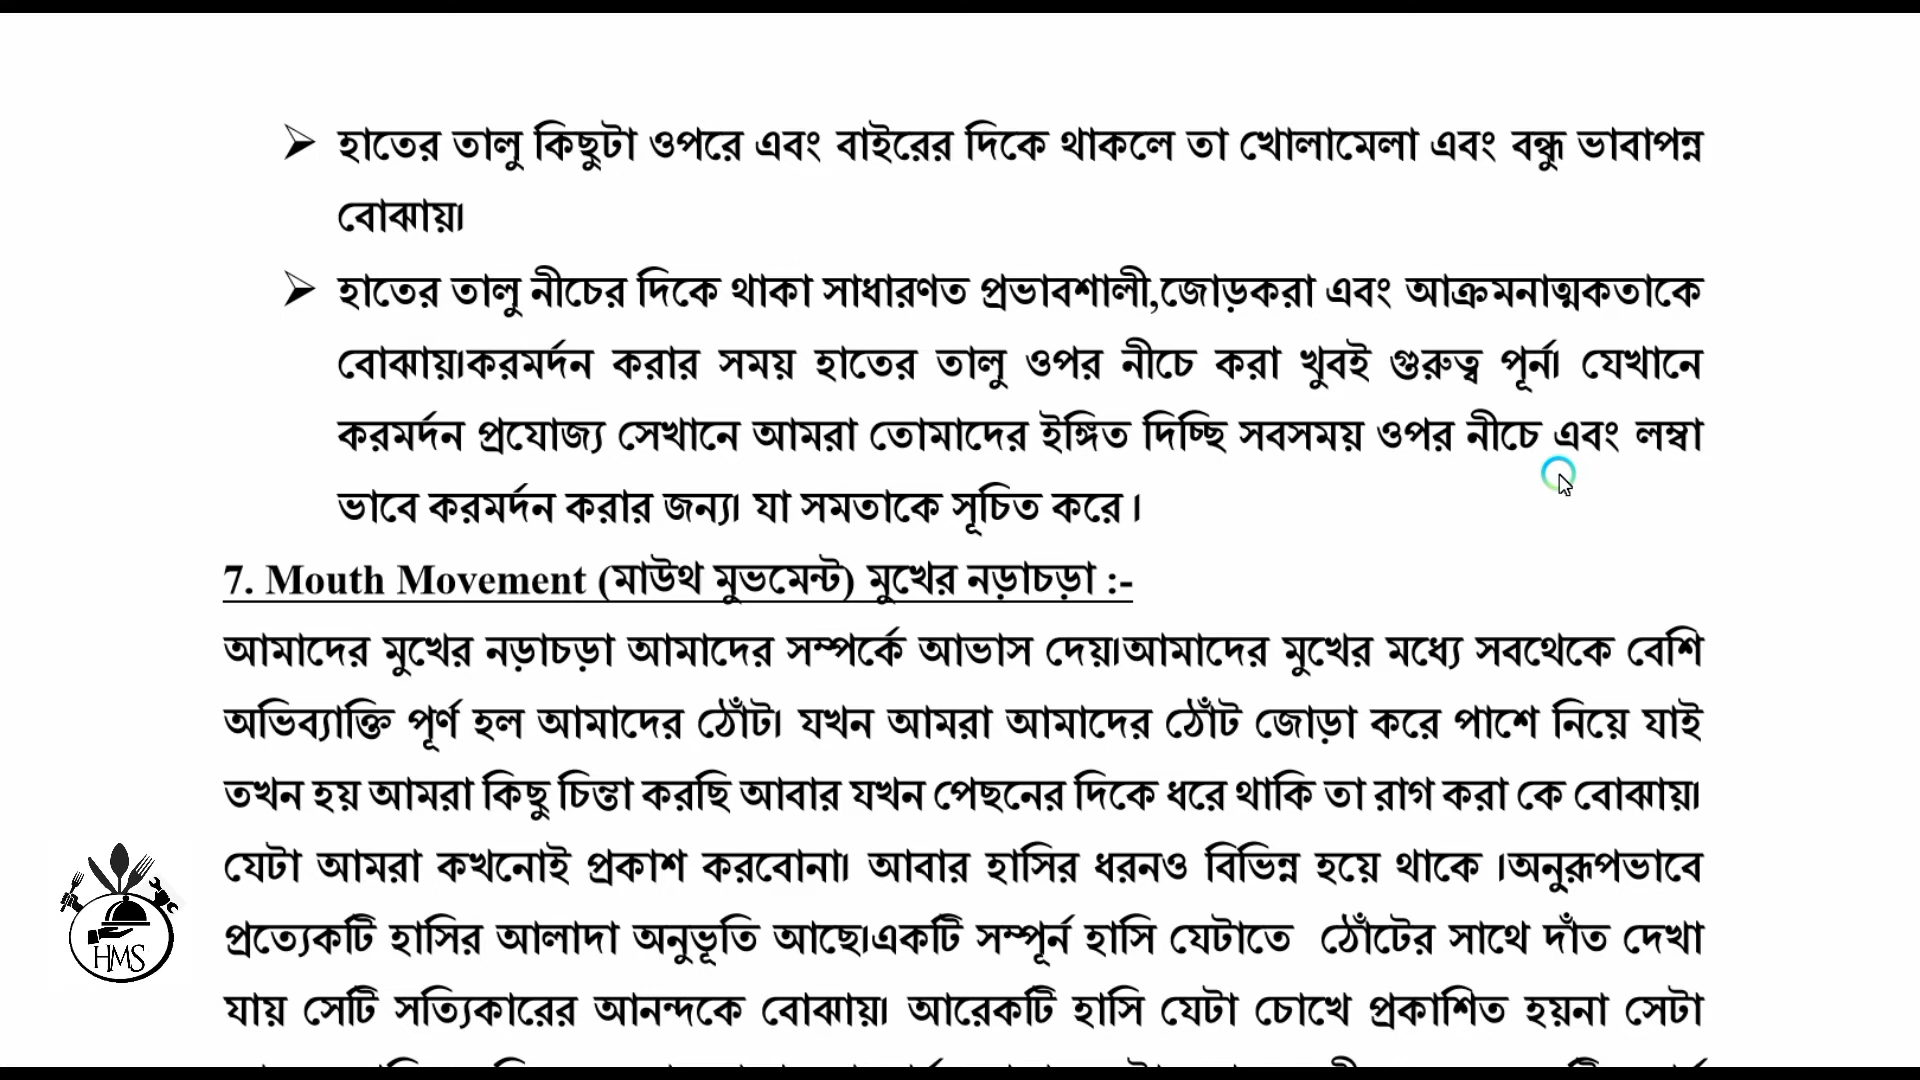 ➢ হাতের তালু কিছুটা ওপরে এবং বাইরের দিকে থাকলে তা খোলামেলা এবং বন্ধু ভাবাপন্ন
বোঝায়।
➢ হাতের তালু নীচের দিকে থাকা সাধারণত প্রভাবশালী,জোড়করা এবং আক্রমনাত্মকতাকে
বোঝায়।করমর্দন করার সময় হাতের তালু ওপর নীচে করা খুবই গুরুত্ব পূর্ন। যেখানে
করমর্দন প্রযোজ্য সেখানে আমরা তোমাদের ইঙ্গিত দিচ্ছি সবসময় ওপর নীচে এবং লম্বা
ভাবে করমর্দন করার জন্য। যা সমতাকে সূচিত করে ।
7. Mouth Movement (মাউথ মুভমেন্ট) মুখের নড়াচড়া :-
আমাদের মুখের নড়াচড়া আমাদের সম্পর্কে আভাস দেয়।আমাদের মুখের মধ্যে সবথেকে বেশি
অভিব্যাক্তি পূর্ণ হল আমাদের ঠোঁট। যখন আমরা আমাদের ঠোঁট জোড়া করে পাশে নিয়ে যাই
তখন হয় আমরা কিছু চিন্তা করছি আবার যখন পেছনের দিকে ধরে থাকি তা রাগ করা কে বোঝায়।
যেটা আমরা কখনোই প্রকাশ করবোনা। আবার হাসির ধরনও বিভিন্ন হয়ে থাকে ।অনুরূপভাবে
প্রত্যেকটি হাসির আলাদা অনুভূতি আছে।একটি সম্পূর্ন হাসি যেটাতে ঠোঁটের সাথে দাঁত দেখা
যায় সেটি সত্যিকারের আনন্দকে বোঝায়। আরেকটি হাসি যেটা চোখে প্রকাশিত হয়না সেটা
HMS